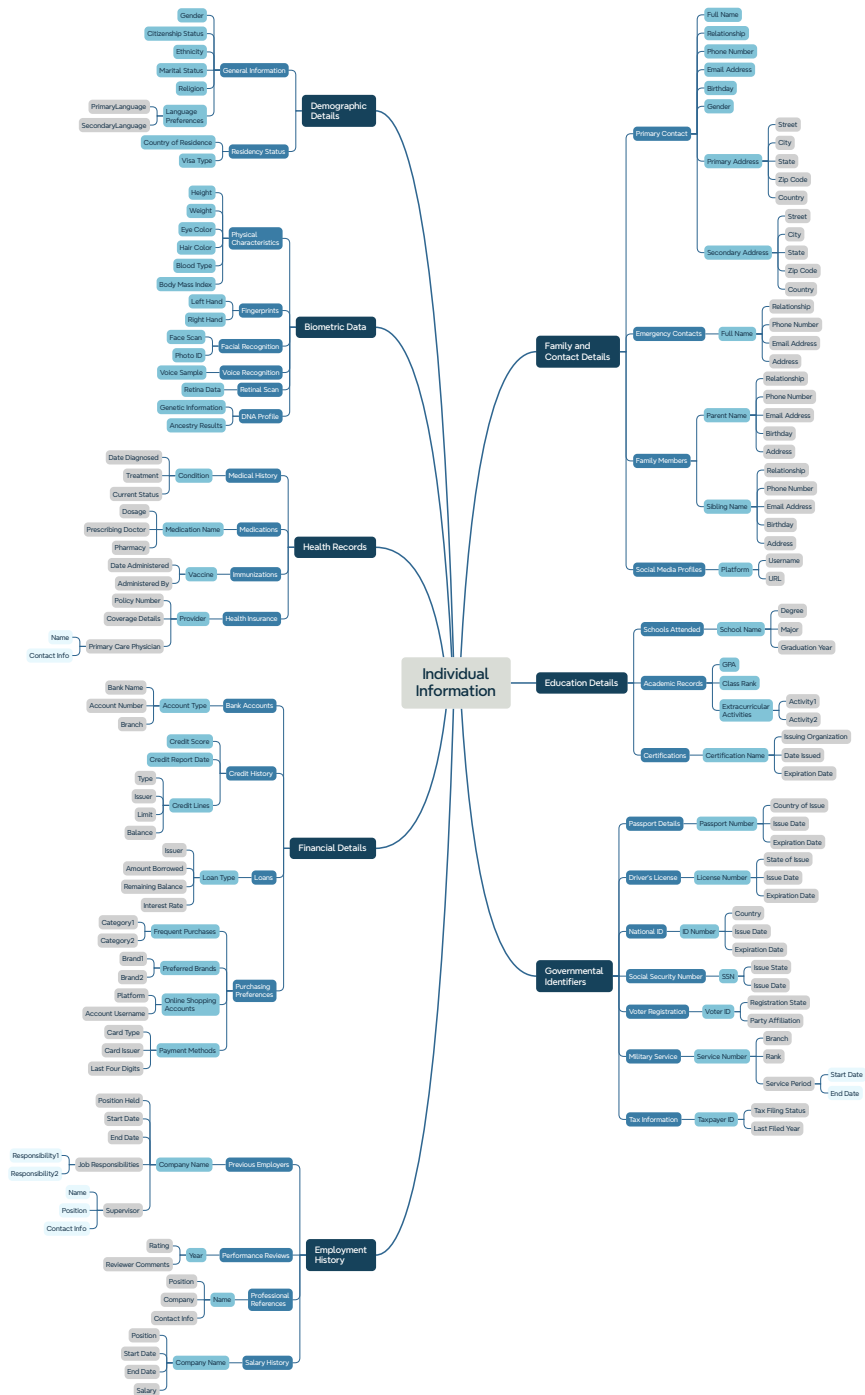 Individual
Information
Demographic
Details
General Information
Gender
Citizenship Status
Ethnicity
Marital Status
Religion
Language
Preferences
PrimaryLanguage
SecondaryLanguage
Residency Status
Country of Residence
Visa Type
Biometric Data
Physical
Characteristics
Height
Weight
Eye Color
Hair Color
Blood Type
Body Mass Index
Fingerprints
Left Hand
Right Hand
Facial Recognition
Face Scan
Photo ID
Voice Recognition
Voice Sample
Retinal Scan
Retina Data
DNA Profile
Genetic Information
Ancestry Results
Health Records
Medical History
Condition
Date Diagnosed
Treatment
Current Status
Medications
Medication Name
Dosage
Prescribing Doctor
Pharmacy
Immunizations
Vaccine
Date Administered
Administered By
Health Insurance
Provider
Policy Number
Coverage Details
Primary Care Physician
Name
Contact Info
Financial Details
Bank Accounts
Account Type
Bank Name
Account Number
Branch
Credit History
Credit Score
Credit Report Date
Credit Lines
Type
Issuer
Limit
Balance
Loans
Loan Type
Issuer
Amount Borrowed
Remaining Balance
Interest Rate
Purchasing
Preferences
Frequent Purchases
Category1
Category2
Preferred Brands
Brand1
Brand2
Online Shopping
Accounts
Platform
Account Username
Payment Methods
Card Type
Card Issuer
Last Four Digits
Employment
History
Previous Employers
Company Name
Position Held
Start Date
End Date
Job Responsibilities
Responsibility1
Responsibility2
Supervisor
Name
Position
Contact Info
Performance Reviews
Year
Rating
Reviewer Comments
Professional
References
Name
Position
Company
Contact Info
Salary History
Company Name
Position
Start Date
End Date
Salary
Family and
Contact Details
Primary Contact
Full Name
Relationship
Phone Number
Email Address
Birthday
Gender
Primary Address
Street
City
State
Zip Code
Country
Secondary Address
Street
City
State
Zip Code
Country
Emergency Contacts
Full Name
Relationship
Phone Number
Email Address
Address
Family Members
Parent Name
Relationship
Phone Number
Email Address
Birthday
Address
Sibling Name
Relationship
Phone Number
Email Address
Birthday
Address
Social Media Profiles
Platform
Username
URL
Education Details
Schools Attended
School Name
Degree
Major
Graduation Year
Academic Records
GPA
Class Rank
Extracurricular
Activities
Activity1
Activity2
Certifications
Certification Name
Issuing Organization
Date Issued
Expiration Date
Governmental
Identifiers
Passport Details
Passport Number
Country of Issue
Issue Date
Expiration Date
Driver's License
License Number
State of Issue
Issue Date
Expiration Date
National ID
ID Number
Country
Issue Date
Expiration Date
Social Security Number
SSN
Issue State
Issue Date
Voter Registration
Voter ID
Registration State
Party Affiliation
Military Service
Service Number
Branch
Rank
Service Period
Start Date
End Date
Tax Information
Taxpayer ID
Tax Filing Status
Last Filed Year